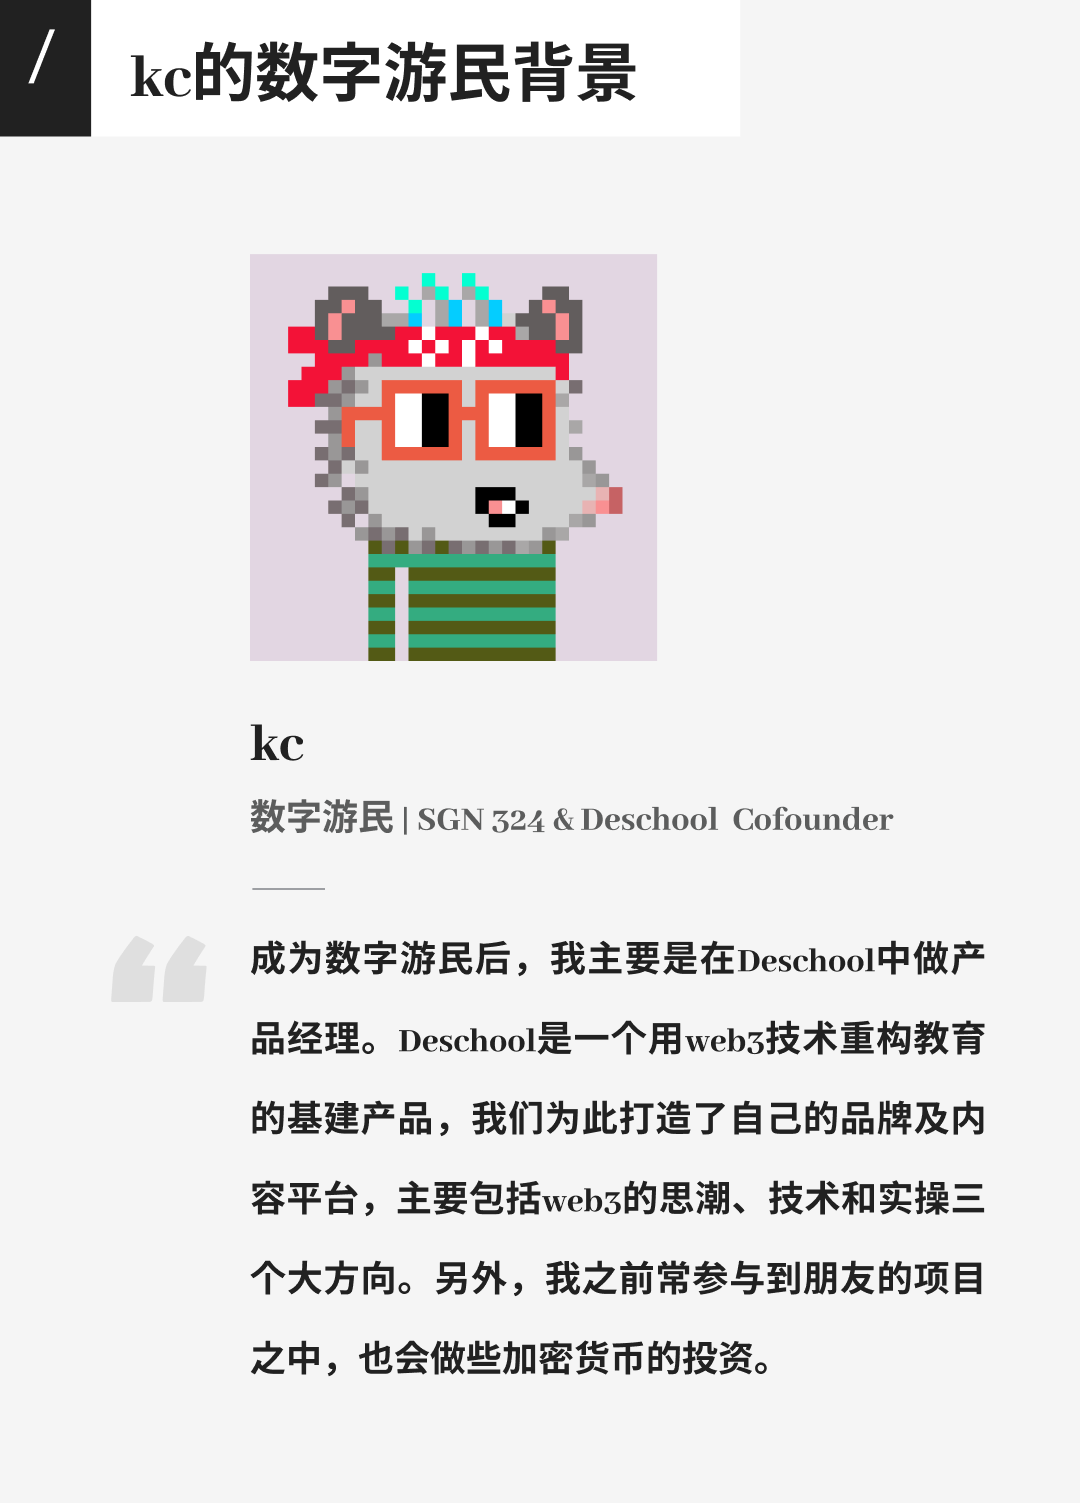 /
kc的数字游民背景
kc
数字游民 | SGN 324 & Deschool Cofounder
“
成为数字游民后，我主要是在Deschool中做产
品经理。Deschool是一个用web3技术重构教育
的基建产品，我们为此打造了自己的品牌及内
容平台，主要包括web3的思潮、技术和实操三
个大方向。另外，我之前常参与到朋友的项目
之中，也会做些加密货币的投资。